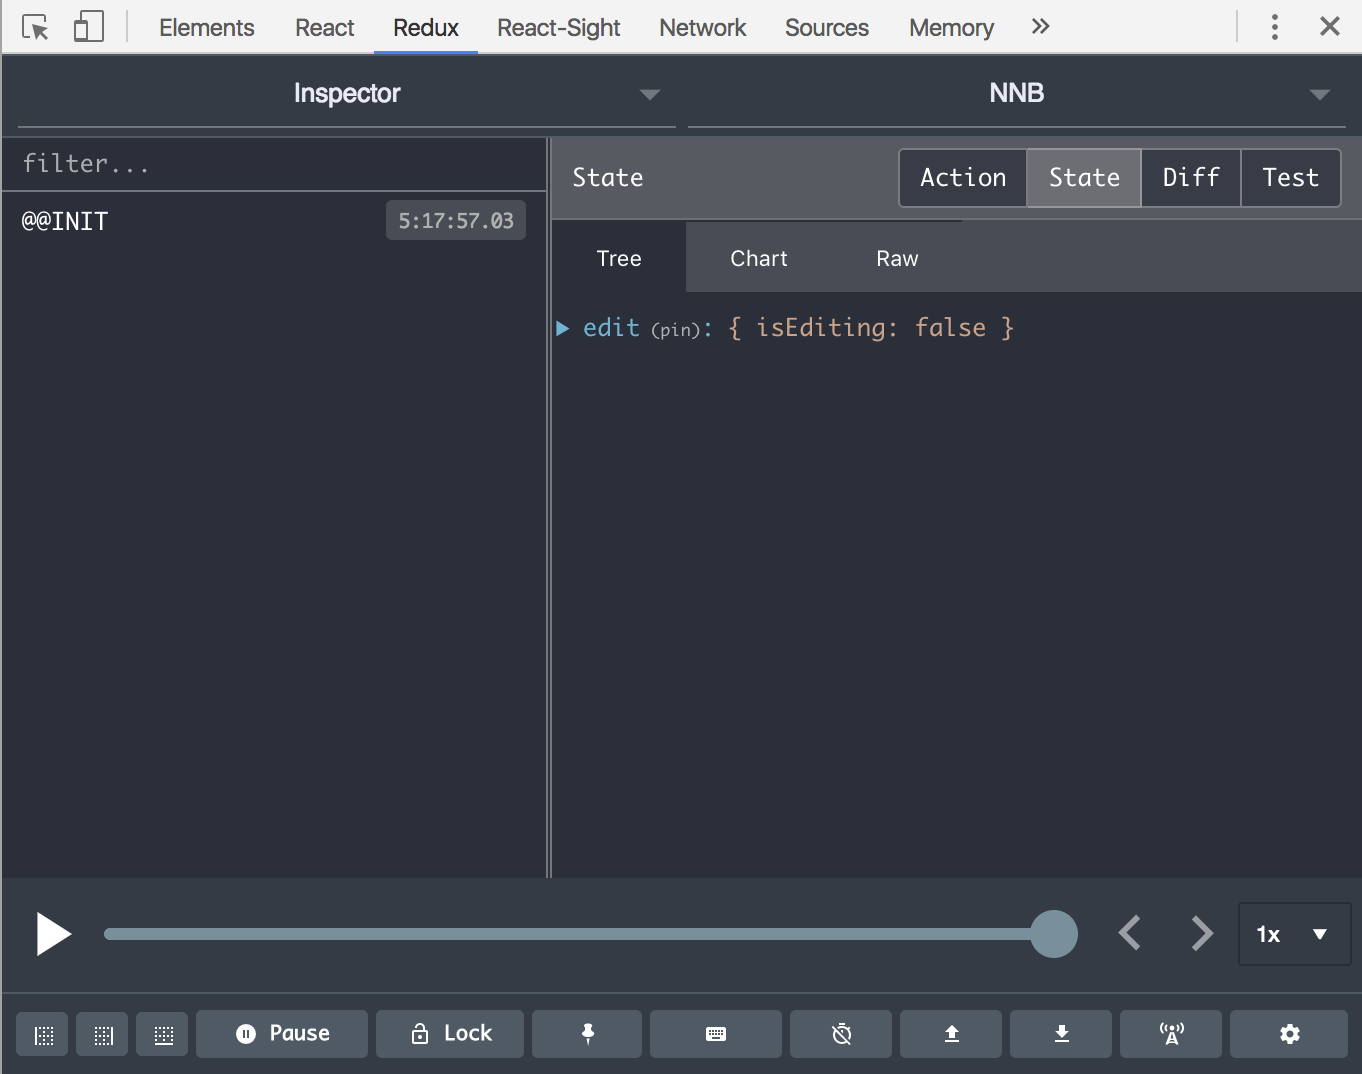 Elements React Redux React-Sight Network Sources Memory
Inspector NNB
filter...
@@INIT 5:17:57.03
State Action State Diff Test
Tree Chart Raw
edit (pin): { isEditing: false }
1x
Pause Lock